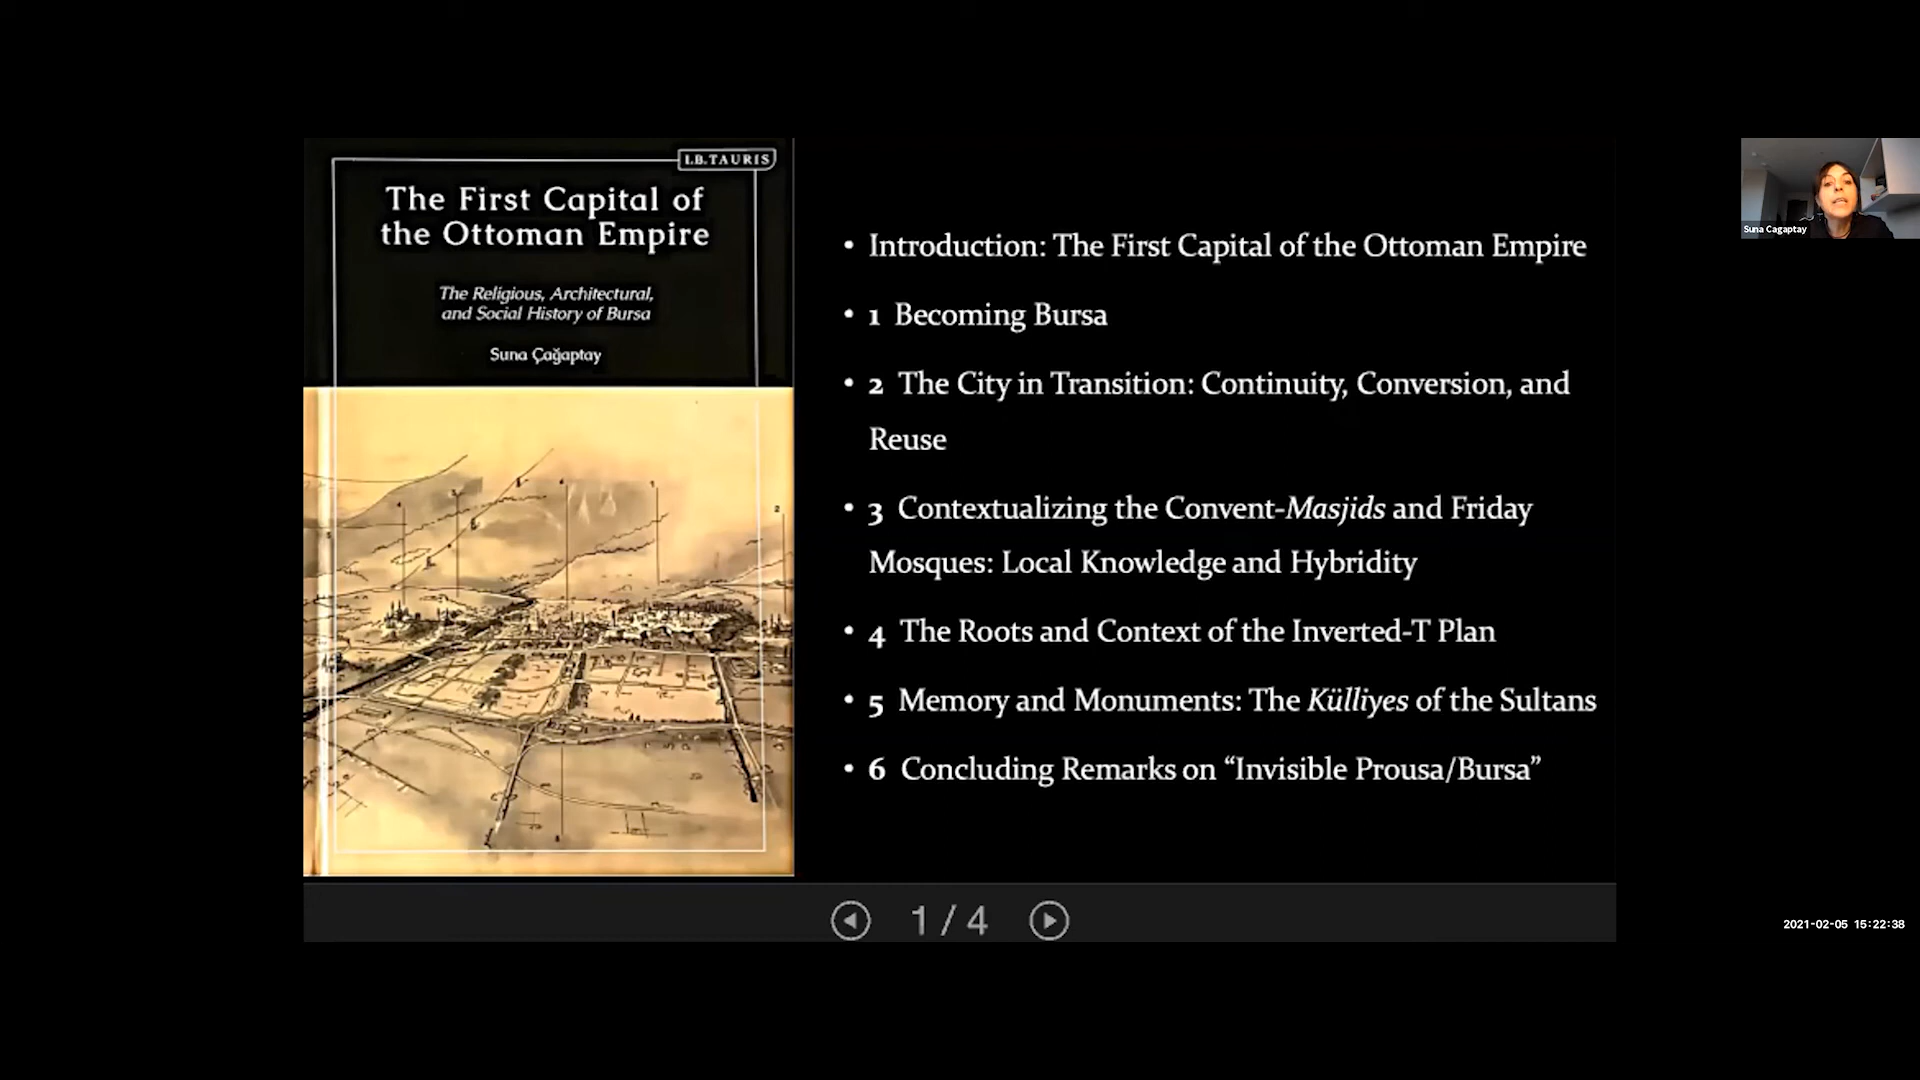 I.B.TAURIS
The First Capital of
the Ottoman Empire
The Religious, Architectural,
and Social History of Bursa
Suna Çağaptay
• Introduction: The First Capital of the Ottoman Empire
• 1 Becoming Bursa
• 2 The City in Transition: Continuity, Conversion, and
Reuse
• 3 Contextualizing the Convent-Masjids and Friday
Mosques: Local Knowledge and Hybridity
• 4 The Roots and Context of the Inverted-T Plan
• 5 Memory and Monuments: The Külliyes of the Sultans
• 6 Concluding Remarks on “Invisible Prousa/Bursa”
1 / 4
Suna Cagaptay
2021-02-05 15:22:38